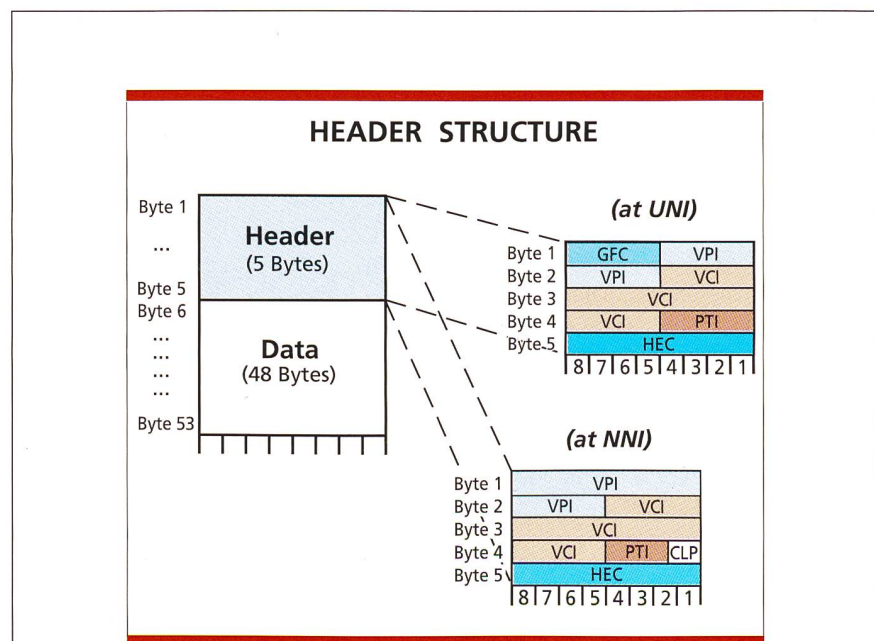 HEADER STRUCTURE
Byte 1
...
Byte 5
Byte 6
...
...
...
...
Byte 53
Header
(5 Bytes)
Data
(48 Bytes)
(at UNI)
Byte 1 GFC VPI
Byte 2 VPI VCI
Byte 3 VCI
Byte 4 VCI PTI
Byte 5 HEC
8 7 6 5 4 3 2 1
(at NNI)
Byte 1 VPI
Byte 2 VPI VCI
Byte 3 VCI
Byte 4 VCI PTI CLP
Byte 5 HEC
8 7 6 5 4 3 2 1